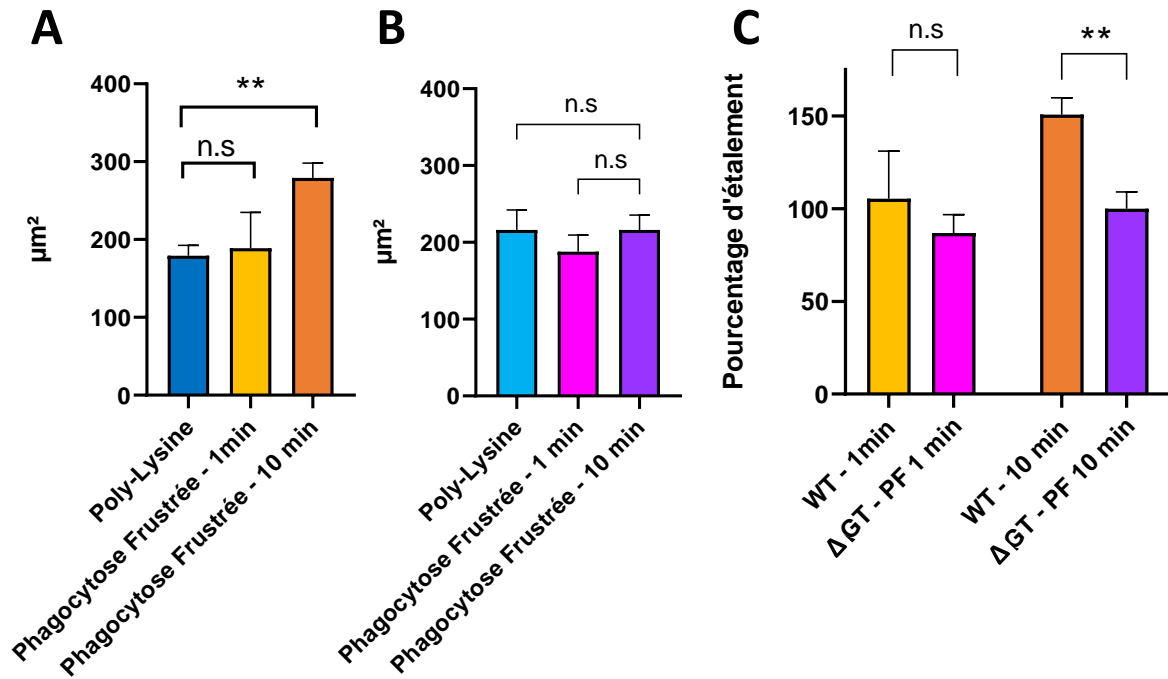 A
**
n.s
400
300
200
100
0
µm²
Poly-Lysine
Phagocytose Frustrée - 1min
Phagocytose Frustrée - 10 min
B
n.s
n.s
400
300
200
100
0
µm²
Poly-Lysine
Phagocytose Frustrée - 1 min
Phagocytose Frustrée - 10 min
C
n.s
**
150
100
50
0
Pourcentage d'étalement
WT - 1min
ΔGT - PF 1 min
WT - 10 min
ΔGT - PF 10 min